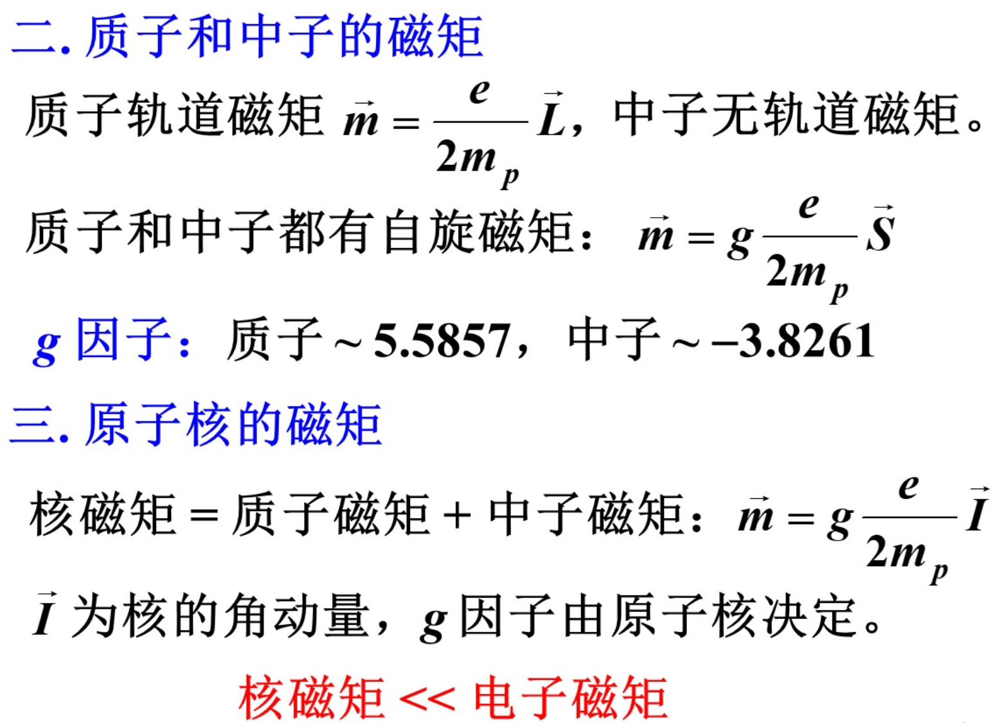 二. 质子和中子的磁矩
质子轨道磁矩 $\vec{m} = \frac{e}{2m_p}\vec{L}$，中子无轨道磁矩。
质子和中子都有自旋磁矩： $\vec{m} = g\frac{e}{2m_p}\vec{S}$
g 因子：质子 ~ 5.5857，中子 ~ −3.8261
三. 原子核的磁矩
核磁矩 = 质子磁矩 + 中子磁矩： $\vec{m} = g\frac{e}{2m_p}\vec{I}$
$\vec{I}$ 为核的角动量，g 因子由原子核决定。
核磁矩 << 电子磁矩